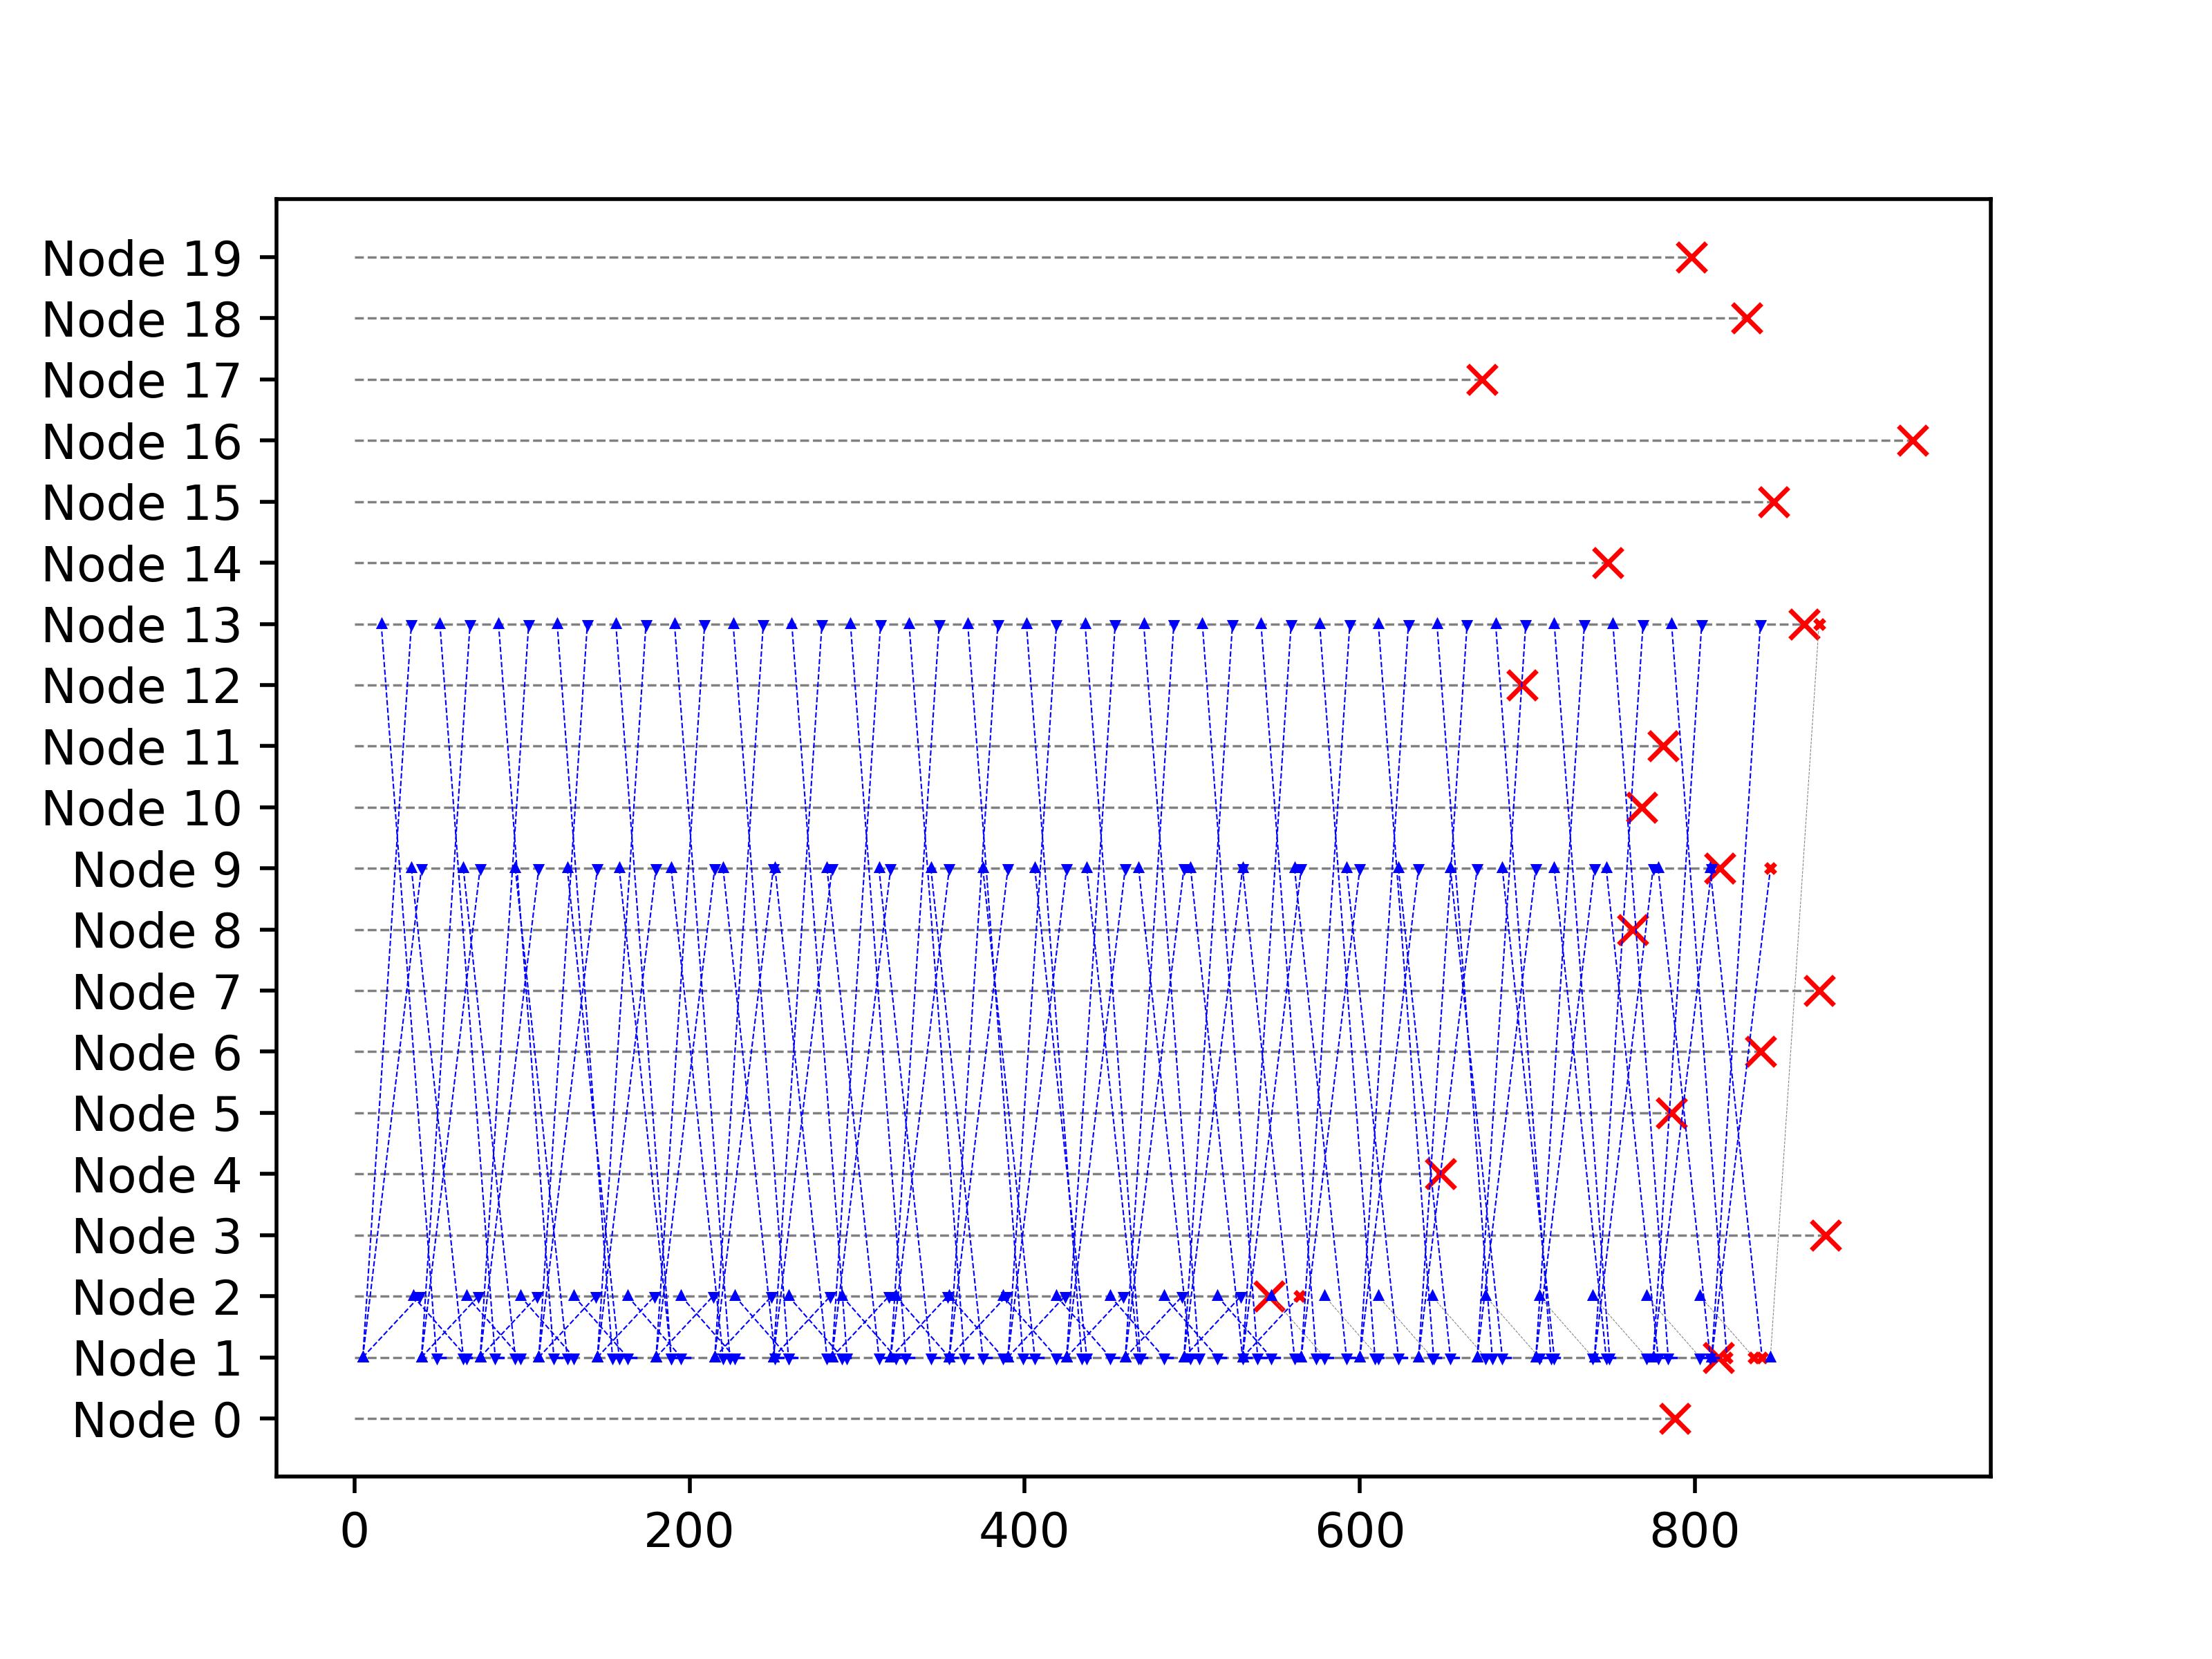 Node 19
Node 18
Node 17
Node 16
Node 15
Node 14
Node 13
Node 12
Node 11
Node 10
Node 9
Node 8
Node 7
Node 6
Node 5
Node 4
Node 3
Node 2
Node 1
Node 0
0 200 400 600 800